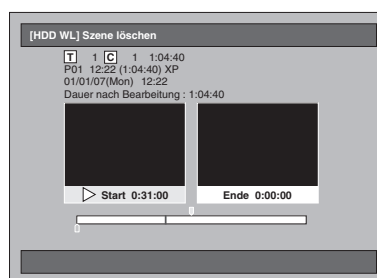 [HDD WL] Szene löschen
T 1 C 1 1:04:40
P01 12:22 (1:04:40) XP
01/01/07(Mon) 12:22
Dauer nach Bearbeitung : 1:04:40
Start 0:31:00
Ende 0:00:00